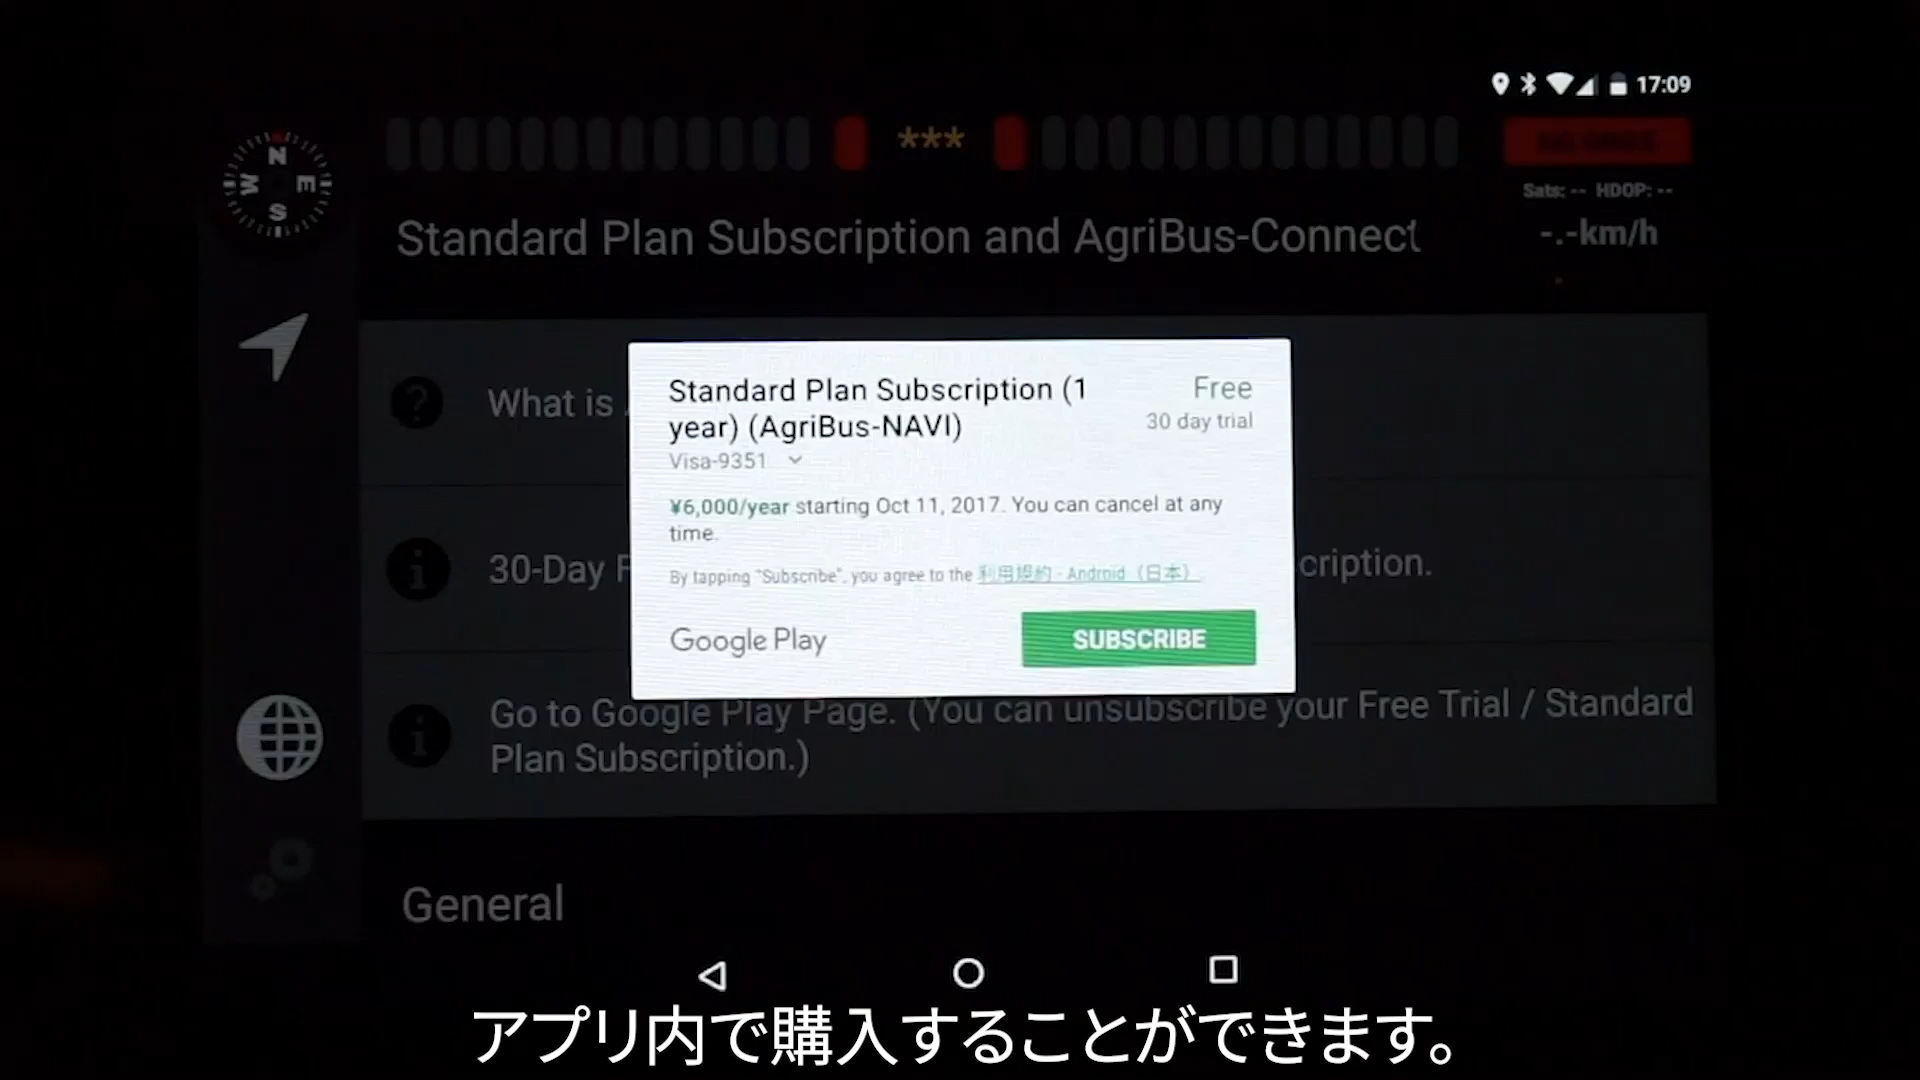 17:09
N
W E
S
***
Sats: -- HDOP: --
-.-km/h
Standard Plan Subscription and AgriBus-Connect
What is
Standard Plan Subscription (1
year) (AgriBus-NAVI)
Free
30 day trial
Visa-9351
¥6,000/year starting Oct 11, 2017. You can cancel at any
time.
By tapping "Subscribe", you agree to the 利用規約 - Android（日本）
Google Play
SUBSCRIBE
30-Day F
cription.
Go to Google Play Page. (You can unsubscribe your Free Trial / Standard
Plan Subscription.)
General
アプリ内で購入することができます。